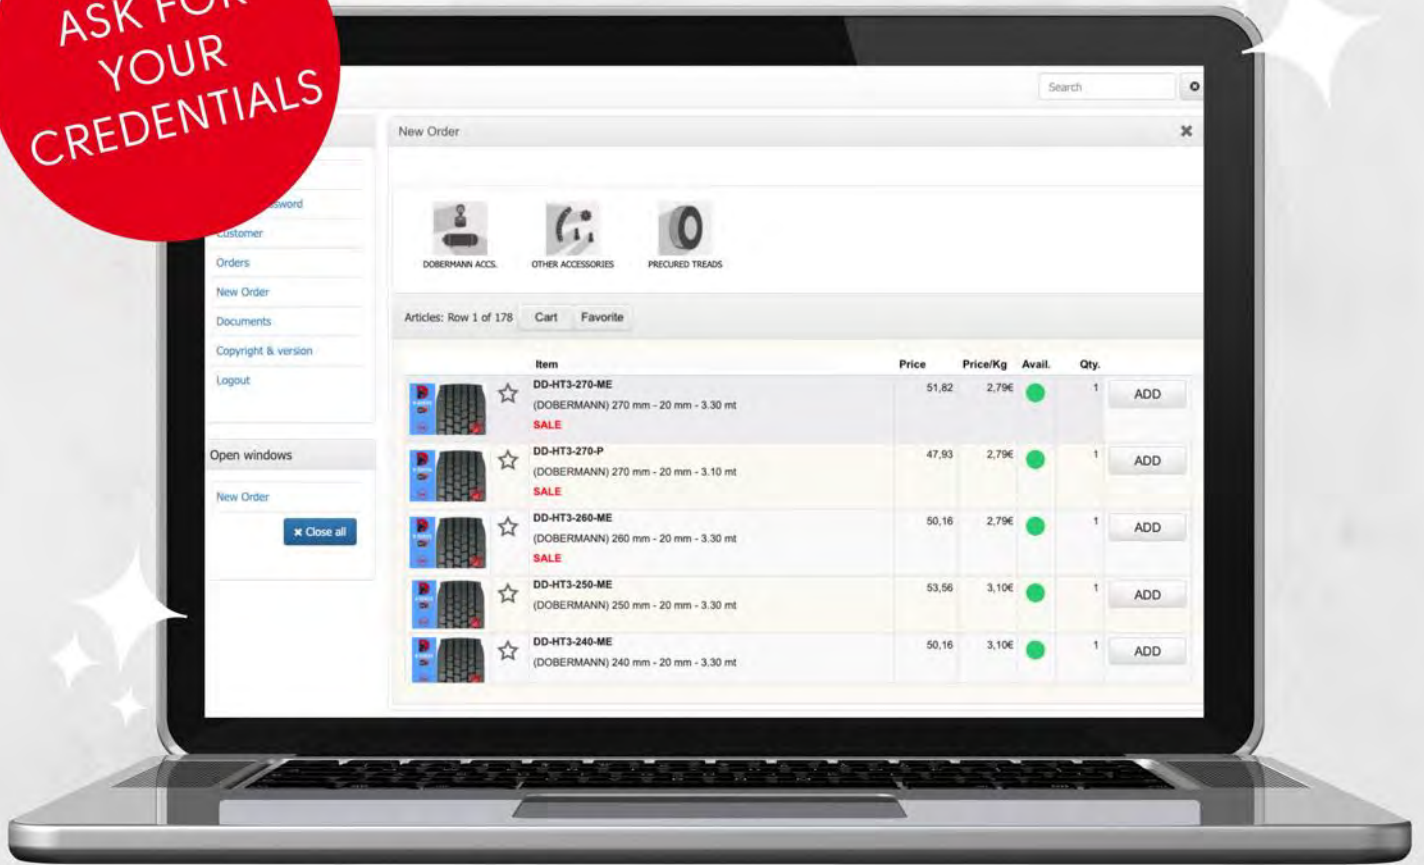 ASK FOR
YOUR
CREDENTIALS
Search
New Order
Customer
Orders
New Order
Documents
Copyright & version
Logout
Open windows
New Order
Close all
DOBERMANN ACCS.
OTHER ACCESSORIES
PRECURED TREADS
Articles: Row 1 of 178 Cart Favorite
Item Price Price/Kg Avail. Qty.
DD-HT3-270-ME 51,82 2,79€ 1 ADD
(DOBERMANN) 270 mm - 20 mm - 3.30 mt
SALE
DD-HT3-270-P 47,93 2,79€ 1 ADD
(DOBERMANN) 270 mm - 20 mm - 3.10 mt
SALE
DD-HT3-260-ME 50,16 2,79€ 1 ADD
(DOBERMANN) 260 mm - 20 mm - 3.30 mt
SALE
DD-HT3-250-ME 53,56 3,10€ 1 ADD
(DOBERMANN) 250 mm - 20 mm - 3.30 mt
DD-HT3-240-ME 50,16 3,10€ 1 ADD
(DOBERMANN) 240 mm - 20 mm - 3.30 mt